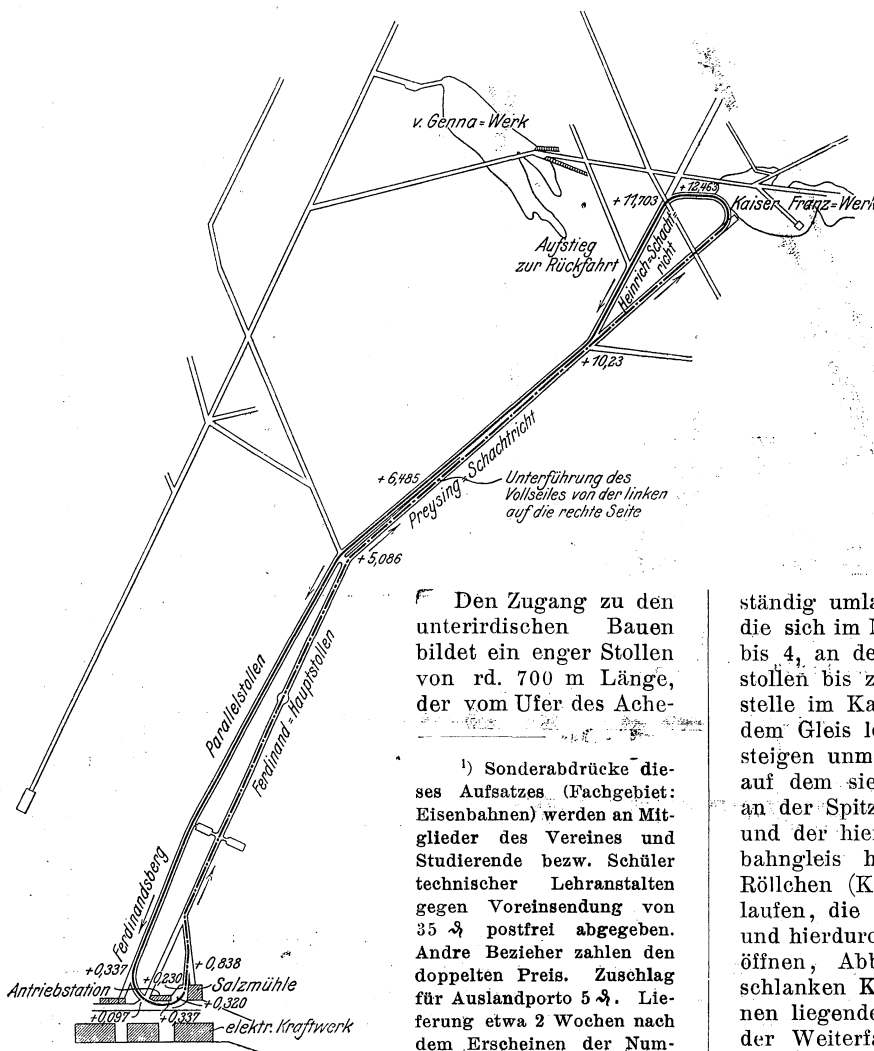 v. Genna=Werk
+ 11,703
+ 12,463
Kaiser Franz=Werk
Aufstieg
zur Rückfahrt
Heinrich=Schacht=
richt
+ 10,23
+ 6,485
Preysing=Schachtricht
Unterführung des
Vollseiles von der linken
auf die rechte Seite
+ 5,086
Parallelstollen
Ferdinand=Hauptstollen
Ferdinandsberg
+0,337
+0,230
+ 0,838
Antriebstation
Salzmühle
+0,320
+0,097
+0,337
elektr. Kraftwerk
Den Zugang zu den
unterirdischen Bauen
bildet ein enger Stollen
von rd. 700 m Länge,
der vom Ufer des Ache-
¹) Sonderabdrücke die-
ses Aufsatzes (Fachgebiet:
Eisenbahnen) werden an Mit-
glieder des Vereines und
Studierende bezw. Schüler
technischer Lehranstalten
gegen Voreinsendung von
35 ₰ postfrei abgegeben.
Andre Bezieher zahlen den
doppelten Preis. Zuschlag
für Auslandporto 5 ₰. Lie-
ferung etwa 2 Wochen nach
dem Erscheinen der Num-
ständig umla
die sich im
bis 4, an de
stollen bis z
stelle im Ka
dem Gleis l
steigen unm
auf dem sie
an der Spitz
und der hie
bahngleis h
Röllchen (K
laufen, die
und hierdurc
öffnen, Abb
schlanken K
nen liegende
der Weiterfa